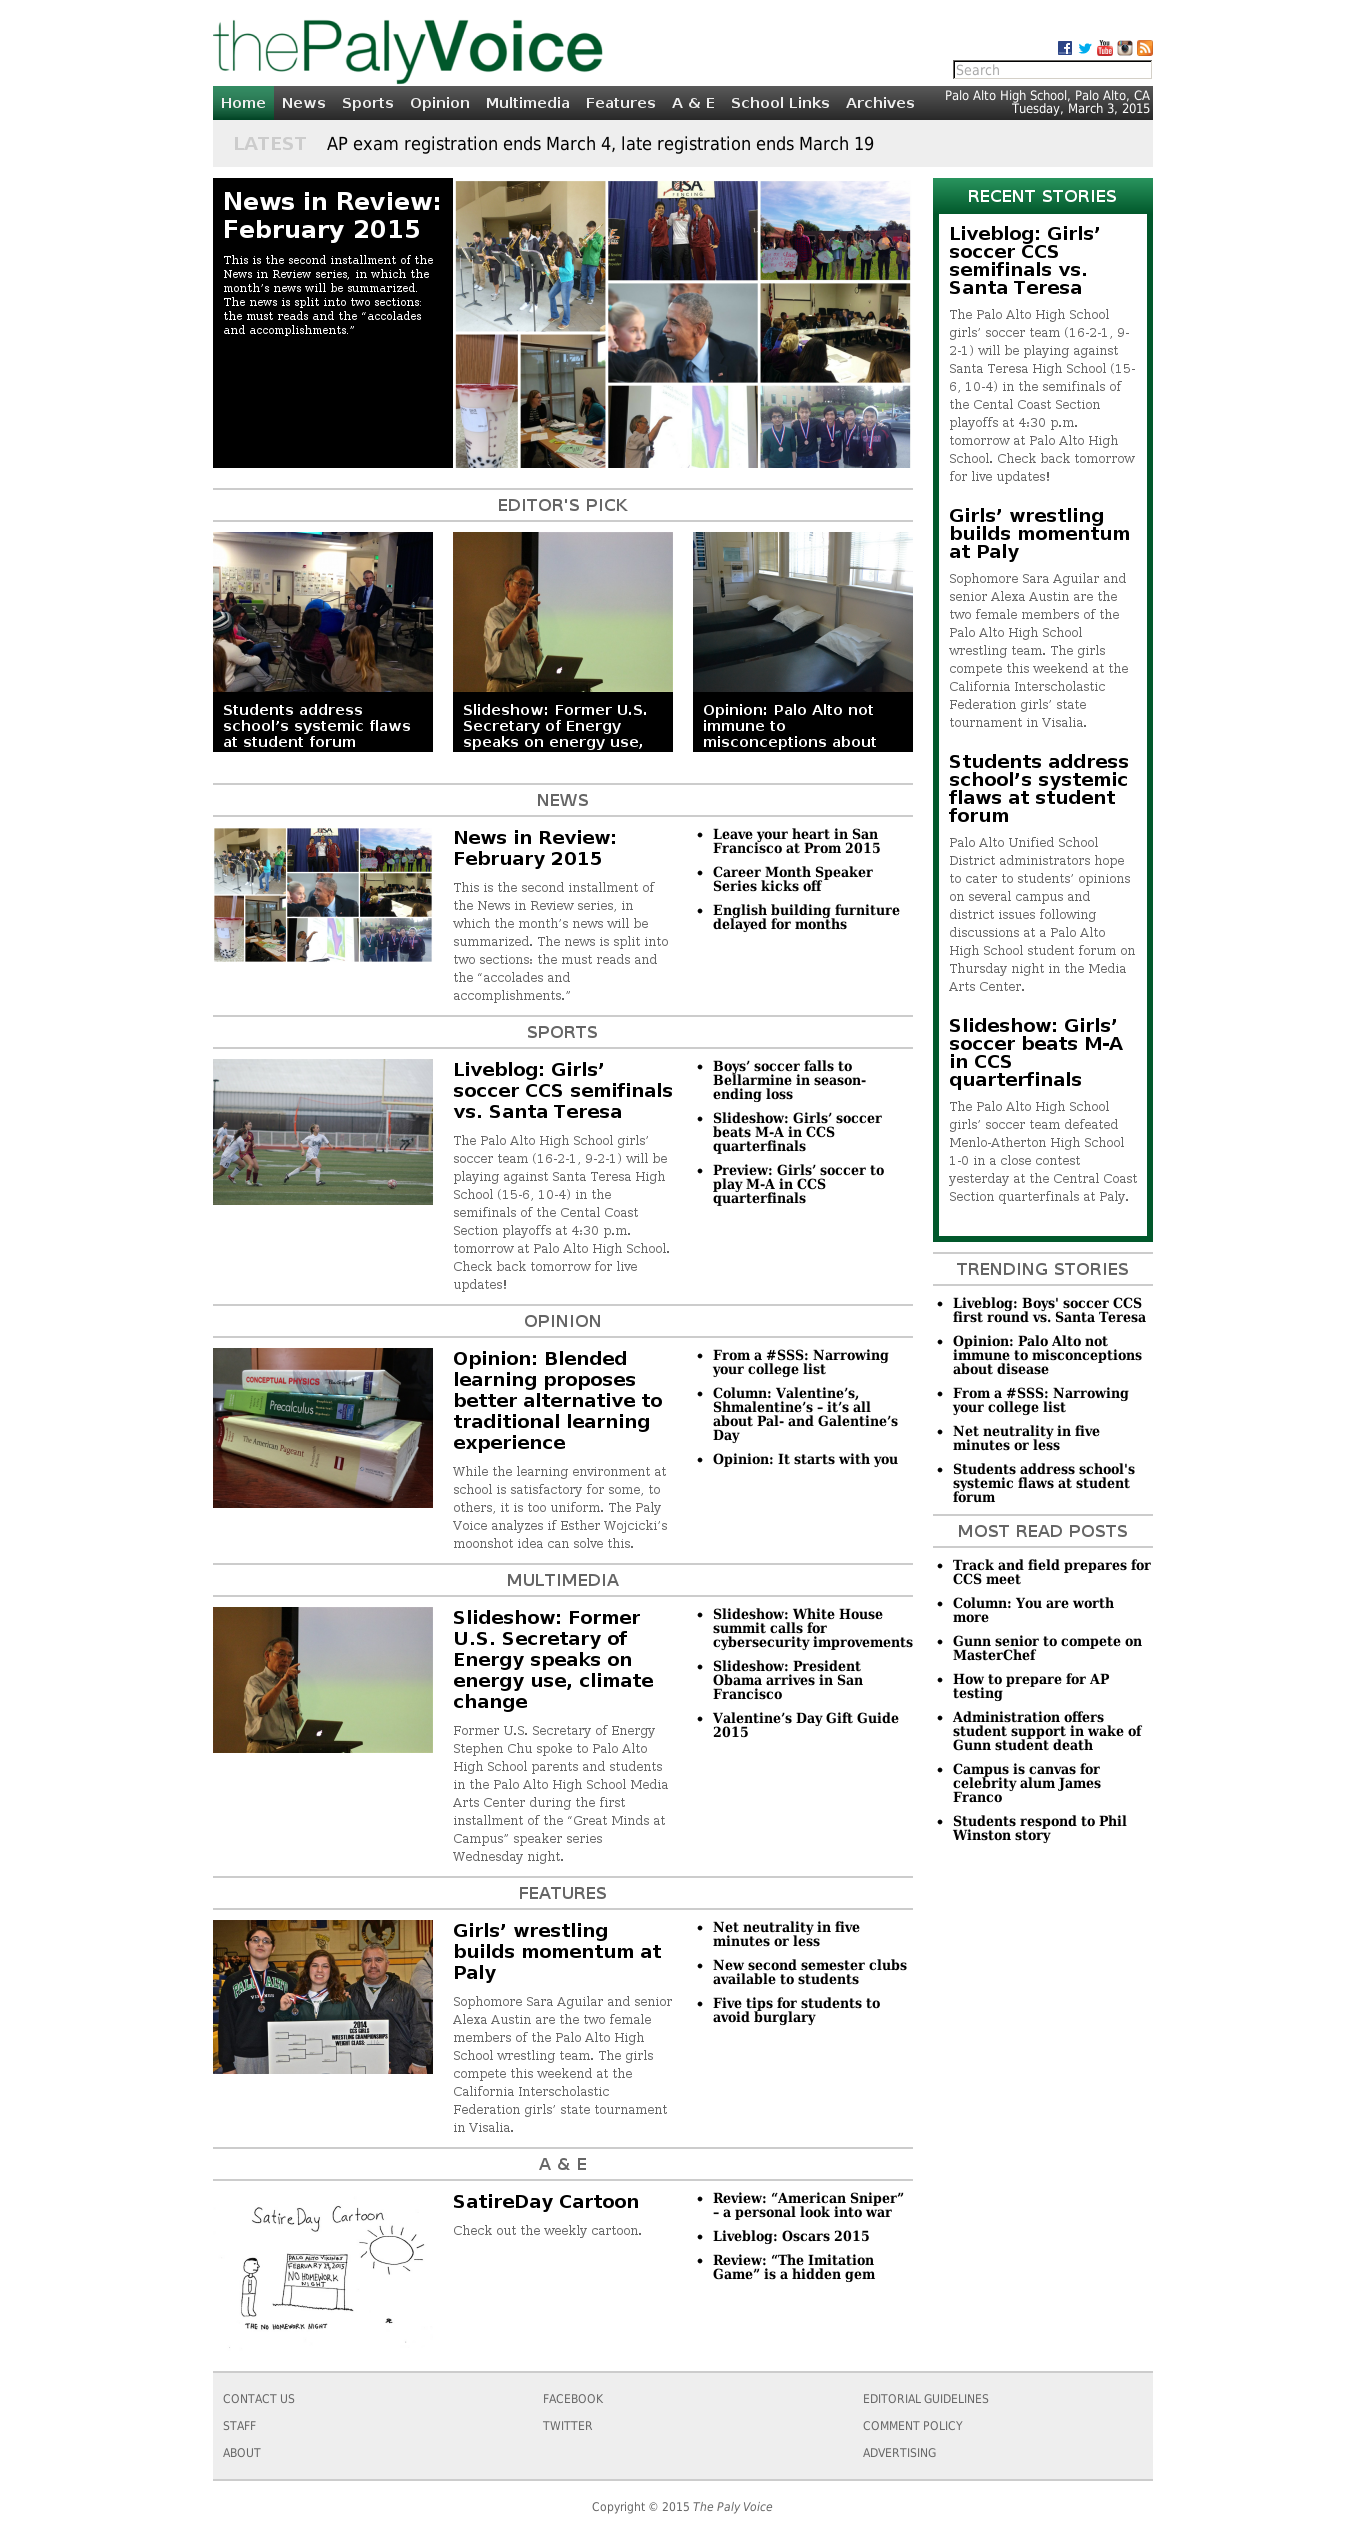 thePalyVoice
Search
Home News Sports Opinion Multimedia Features A & E School Links Archives
Palo Alto High School, Palo Alto, CA
Tuesday, March 3, 2015
LATEST AP exam registration ends March 4, late registration ends March 19
News in Review:
February 2015
This is the second installment of the
News in Review series, in which the
month’s news will be summarized.
The news is split into two sections:
the must reads and the “accolades
and accomplishments.”
EDITOR'S PICK
Students address
school’s systemic flaws
at student forum
Slideshow: Former U.S.
Secretary of Energy
speaks on energy use,
Opinion: Palo Alto not
immune to
misconceptions about
NEWS
News in Review:
February 2015
This is the second installment of
the News in Review series, in
which the month’s news will be
summarized. The news is split into
two sections: the must reads and
the “accolades and
accomplishments.”
Leave your heart in San
Francisco at Prom 2015
Career Month Speaker
Series kicks off
English building furniture
delayed for months
SPORTS
Liveblog: Girls’
soccer CCS semifinals
vs. Santa Teresa
The Palo Alto High School girls’
soccer team (16-2-1, 9-2-1) will be
playing against Santa Teresa High
School (15-6, 10-4) in the
semifinals of the Cental Coast
Section playoffs at 4:30 p.m.
tomorrow at Palo Alto High School.
Check back tomorrow for live
updates!
Boys’ soccer falls to
Bellarmine in season-
ending loss
Slideshow: Girls’ soccer
beats M-A in CCS
quarterfinals
Preview: Girls’ soccer to
play M-A in CCS
quarterfinals
OPINION
CONCEPTUAL PHYSICS
Precalculus
The American Pageant
Opinion: Blended
learning proposes
better alternative to
traditional learning
experience
While the learning environment at
school is satisfactory for some, to
others, it is too uniform. The Paly
Voice analyzes if Esther Wojcicki’s
moonshot idea can solve this.
From a #SSS: Narrowing
your college list
Column: Valentine’s,
Shmalentine’s – it’s all
about Pal- and Galentine’s
Day
Opinion: It starts with you
MULTIMEDIA
Slideshow: Former
U.S. Secretary of
Energy speaks on
energy use, climate
change
Former U.S. Secretary of Energy
Stephen Chu spoke to Palo Alto
High School parents and students
in the Palo Alto High School Media
Arts Center during the first
installment of the “Great Minds at
Campus” speaker series
Wednesday night.
Slideshow: White House
summit calls for
cybersecurity improvements
Slideshow: President
Obama arrives in San
Francisco
Valentine’s Day Gift Guide
2015
FEATURES
PALO ALTO
2014
CCS GIRLS
WRESTLING CHAMPIONSHIPS
WEIGHT CLASS
Girls’ wrestling
builds momentum at
Paly
Sophomore Sara Aguilar and senior
Alexa Austin are the two female
members of the Palo Alto High
School wrestling team. The girls
compete this weekend at the
California Interscholastic
Federation girls’ state tournament
in Visalia.
Net neutrality in five
minutes or less
New second semester clubs
available to students
Five tips for students to
avoid burglary
A & E
SatireDay Cartoon
PALO ALTO VIKINGS
FEBRUARY 29, 2015
NO HOMEWORK
NIGHT
THE NO HOMEWORK NIGHT
SatireDay Cartoon
Check out the weekly cartoon.
Review: “American Sniper”
– a personal look into war
Liveblog: Oscars 2015
Review: “The Imitation
Game” is a hidden gem
RECENT STORIES
Liveblog: Girls’
soccer CCS
semifinals vs.
Santa Teresa
The Palo Alto High School
girls’ soccer team (16-2-1, 9-
2-1) will be playing against
Santa Teresa High School (15-
6, 10-4) in the semifinals of
the Cental Coast Section
playoffs at 4:30 p.m.
tomorrow at Palo Alto High
School. Check back tomorrow
for live updates!
Girls’ wrestling
builds momentum
at Paly
Sophomore Sara Aguilar and
senior Alexa Austin are the
two female members of the
Palo Alto High School
wrestling team. The girls
compete this weekend at the
California Interscholastic
Federation girls’ state
tournament in Visalia.
Students address
school’s systemic
flaws at student
forum
Palo Alto Unified School
District administrators hope
to cater to students’ opinions
on several campus and
district issues following
discussions at a Palo Alto
High School student forum on
Thursday night in the Media
Arts Center.
Slideshow: Girls’
soccer beats M-A
in CCS
quarterfinals
The Palo Alto High School
girls’ soccer team defeated
Menlo-Atherton High School
1-0 in a close contest
yesterday at the Central Coast
Section quarterfinals at Paly.
TRENDING STORIES
Liveblog: Boys' soccer CCS
first round vs. Santa Teresa
Opinion: Palo Alto not
immune to misconceptions
about disease
From a #SSS: Narrowing
your college list
Net neutrality in five
minutes or less
Students address school's
systemic flaws at student
forum
MOST READ POSTS
Track and field prepares for
CCS meet
Column: You are worth
more
Gunn senior to compete on
MasterChef
How to prepare for AP
testing
Administration offers
student support in wake of
Gunn student death
Campus is canvas for
celebrity alum James
Franco
Students respond to Phil
Winston story
CONTACT US
STAFF
ABOUT
FACEBOOK
TWITTER
EDITORIAL GUIDELINES
COMMENT POLICY
ADVERTISING
Copyright © 2015 The Paly Voice